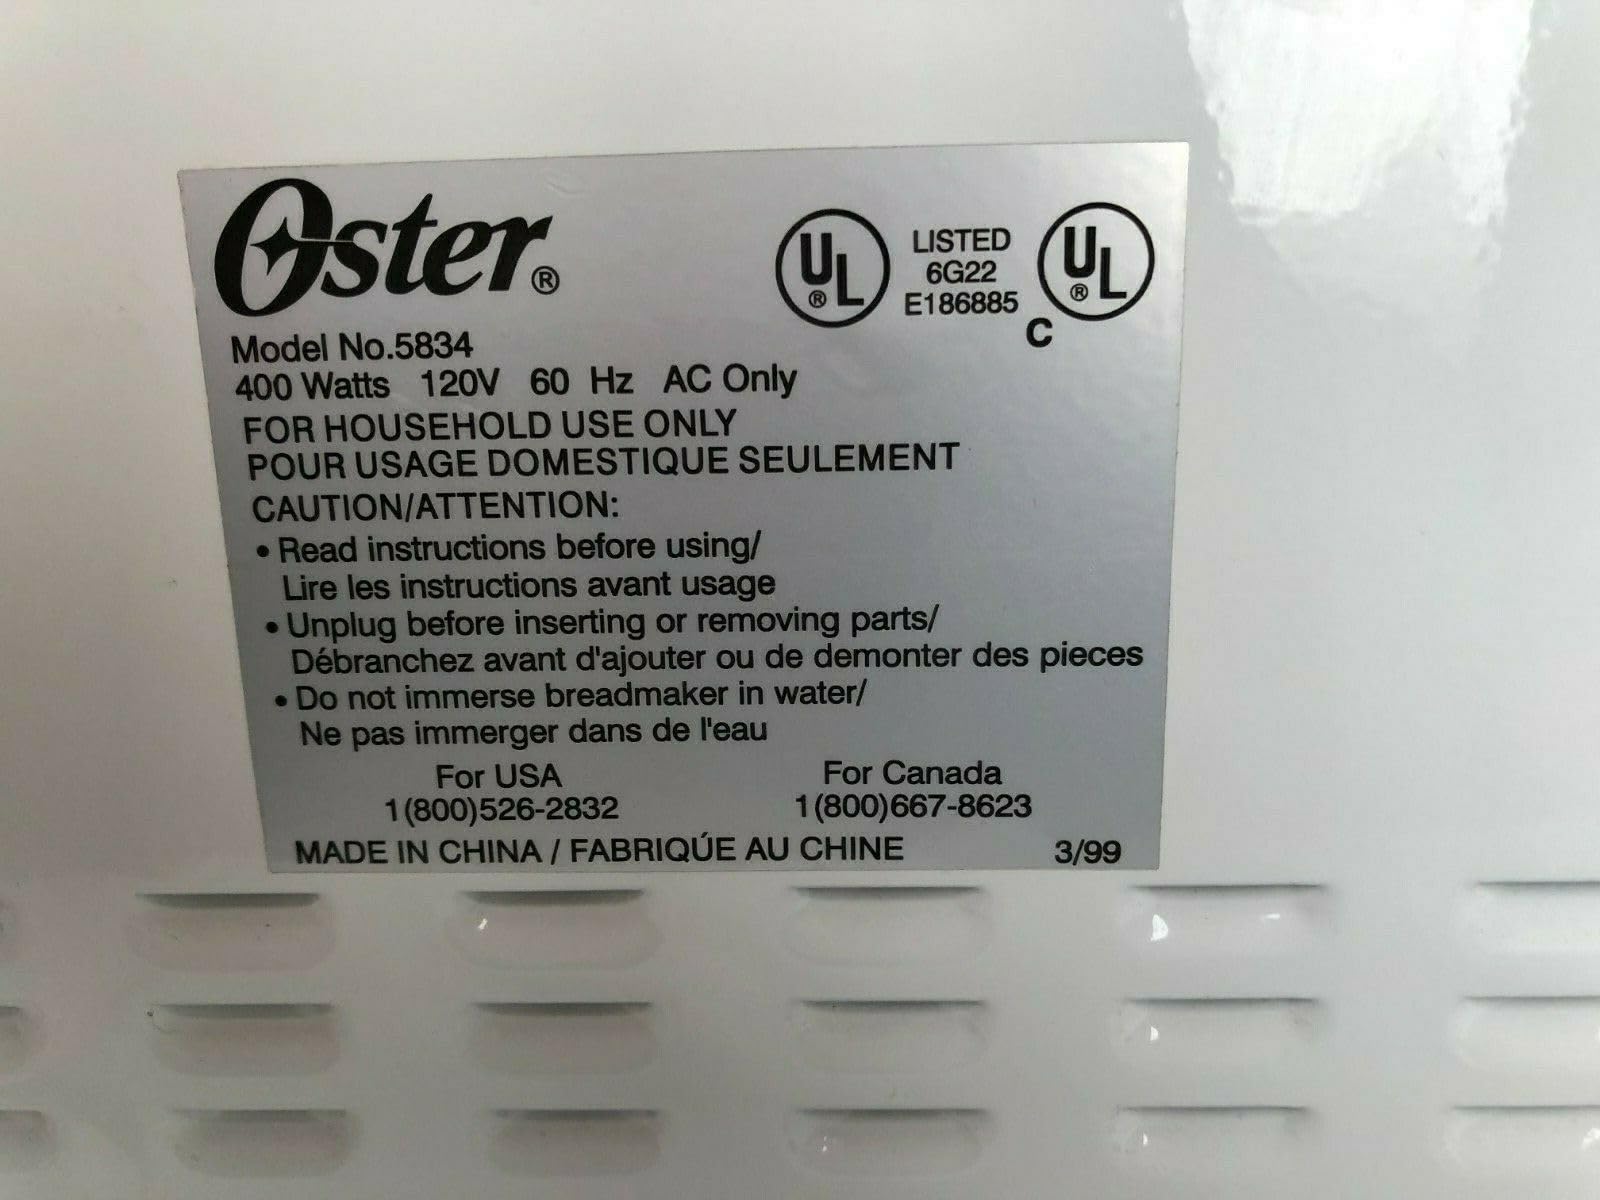 Oster®
UL® LISTED 6G22 E186885 C UL®
Model No.5834
400 Watts 120V 60 Hz AC Only
FOR HOUSEHOLD USE ONLY
POUR USAGE DOMESTIQUE SEULEMENT
CAUTION/ATTENTION:
• Read instructions before using/
Lire les instructions avant usage
• Unplug before inserting or removing parts/
Débranchez avant d'ajouter ou de demonter des pieces
• Do not immerse breadmaker in water/
Ne pas immerger dans de l'eau
For USA For Canada
1(800)526-2832 1(800)667-8623
MADE IN CHINA / FABRIQÚE AU CHINE 3/99